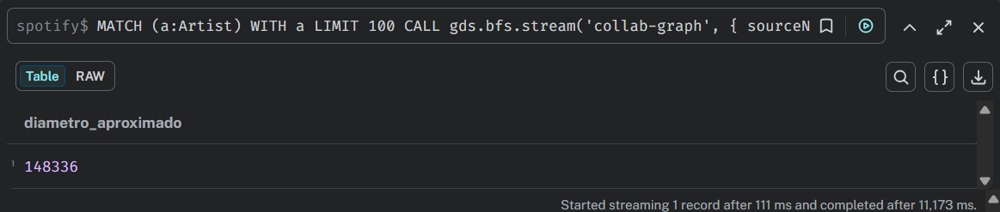 spotify$ MATCH (a:Artist) WITH a LIMIT 100 CALL gds.bfs.stream('collab-graph', { sourceN
Table RAW
diametro_aproximado
1 148336
Started streaming 1 record after 111 ms and completed after 11,173 ms.